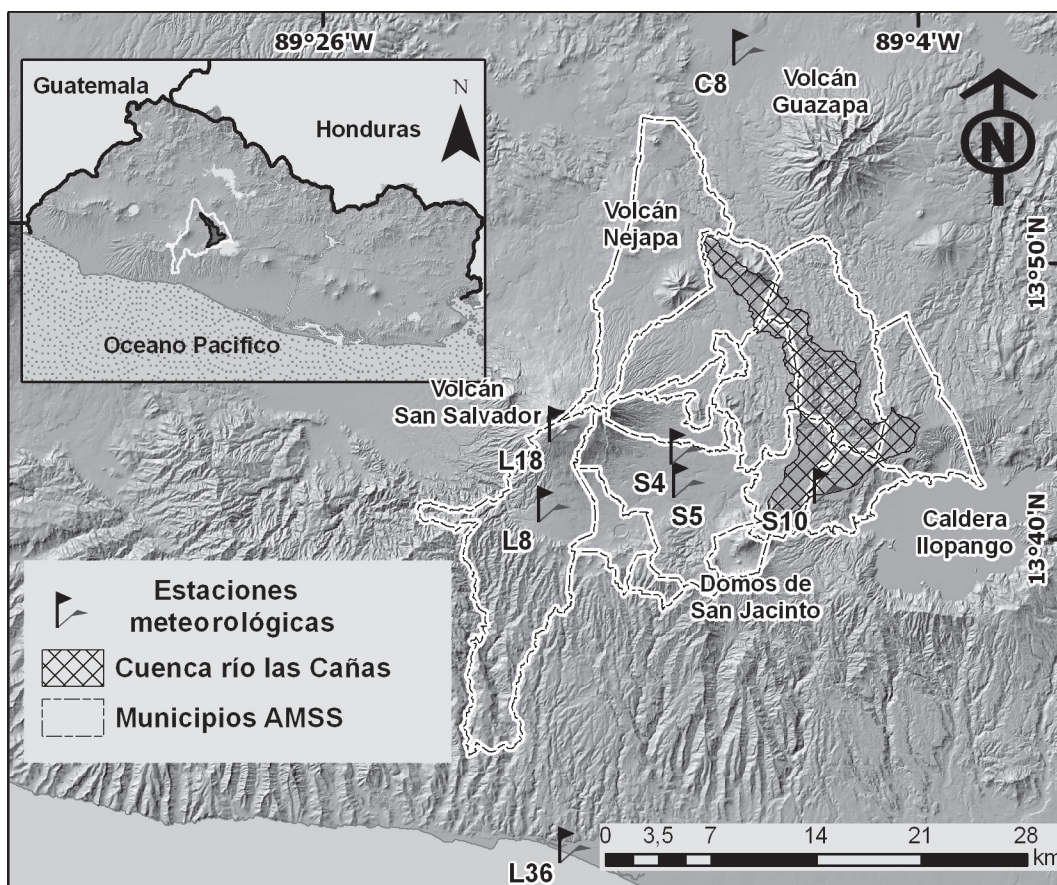 89°26'W
89°4'W
C8
Volcán
Guazapa
N
Guatemala
N
Honduras
Oceano Pacifico
Volcán
Nejapa
13°50'N
Volcán
San Salvador
L18
S4
S5
S10
L8
Caldera
Ilopango
13°40'N
Domos de
San Jacinto
Estaciones
meteorológicas
Cuenca río las Cañas
Municipios AMSS
L36
0 3,5 7 14 21 28
km